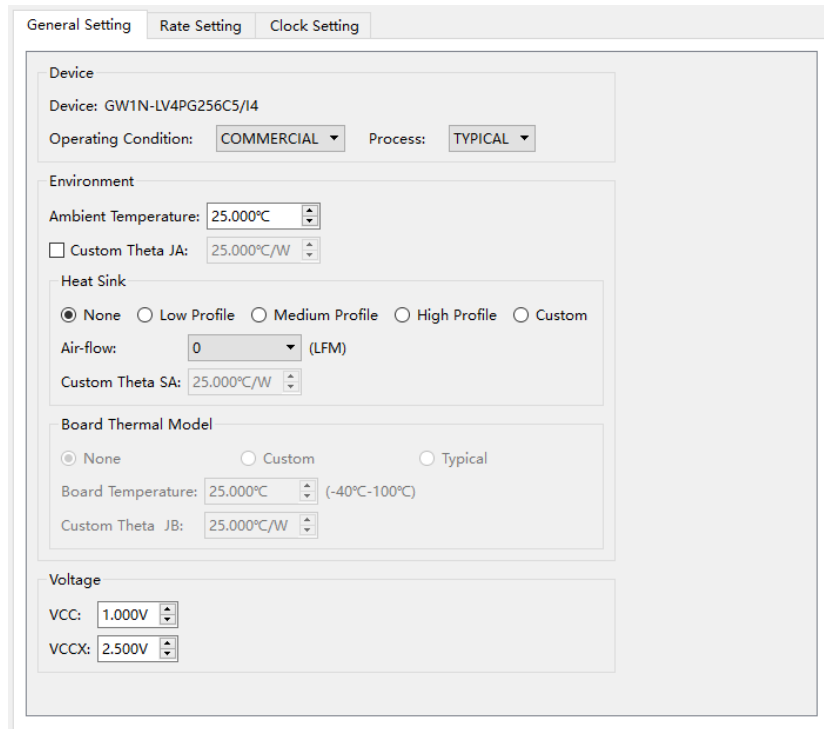 General Setting Rate Setting Clock Setting
Device
Device: GW1N-LV4PG256C5/I4
Operating Condition: COMMERCIAL Process: TYPICAL
Environment
Ambient Temperature: 25.000℃
Custom Theta JA: 25.000℃/W
Heat Sink
None Low Profile Medium Profile High Profile Custom
Air-flow: 0 (LFM)
Custom Theta SA: 25.000℃/W
Board Thermal Model
None Custom Typical
Board Temperature: 25.000℃ (-40℃-100℃)
Custom Theta JB: 25.000℃/W
Voltage
VCC: 1.000V
VCCX: 2.500V